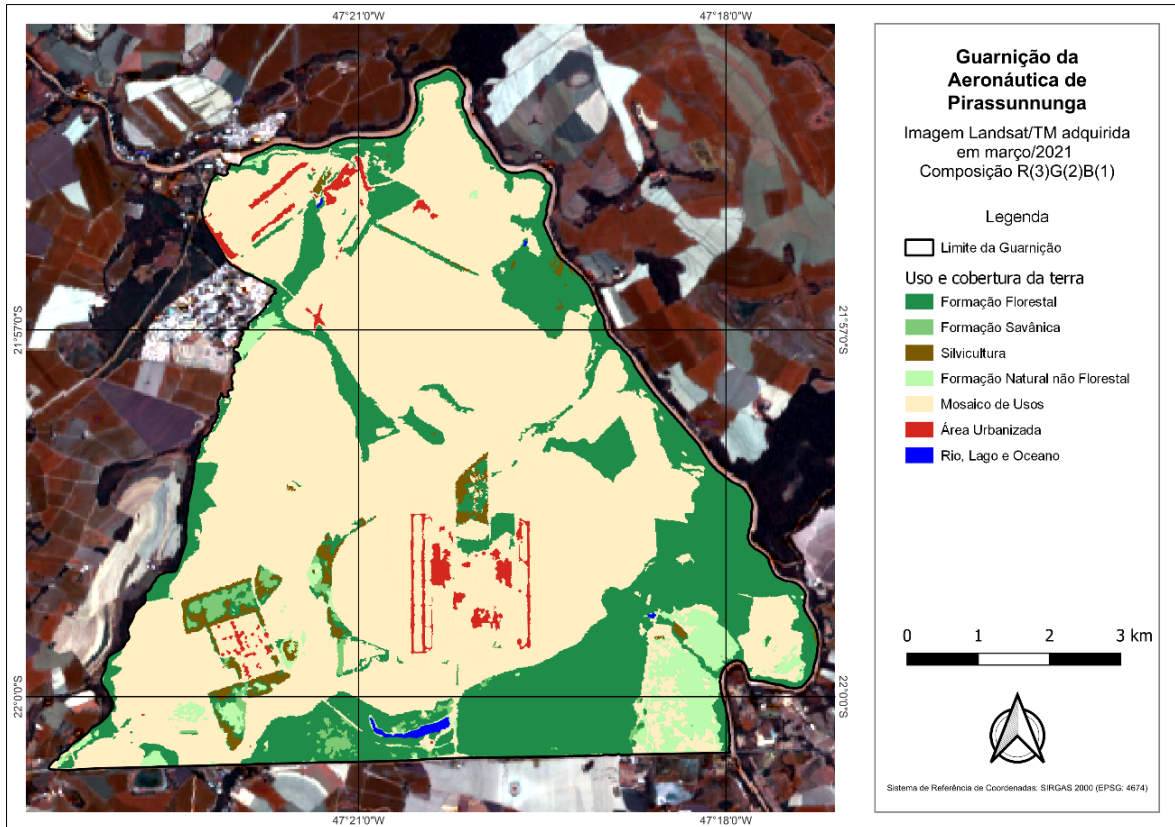 47°21'0"W
47°18'0"W
21°57'0"S
21°57'0"S
22°0'0"S
22°0'0"S
47°21'0"W
47°18'0"W
Guarnição da
Aeronáutica de
Pirassunnunga
Imagem Landsat/TM adquirida
em março/2021
Composição R(3)G(2)B(1)
Legenda
Limite da Guarnição
Uso e cobertura da terra
Formação Florestal
Formação Savânica
Silvicultura
Formação Natural não Florestal
Mosaico de Usos
Área Urbanizada
Rio, Lago e Oceano
0 1 2 3 km
Sistema de Referência de Coordenadas: SIRGAS 2000 (EPSG: 4674)